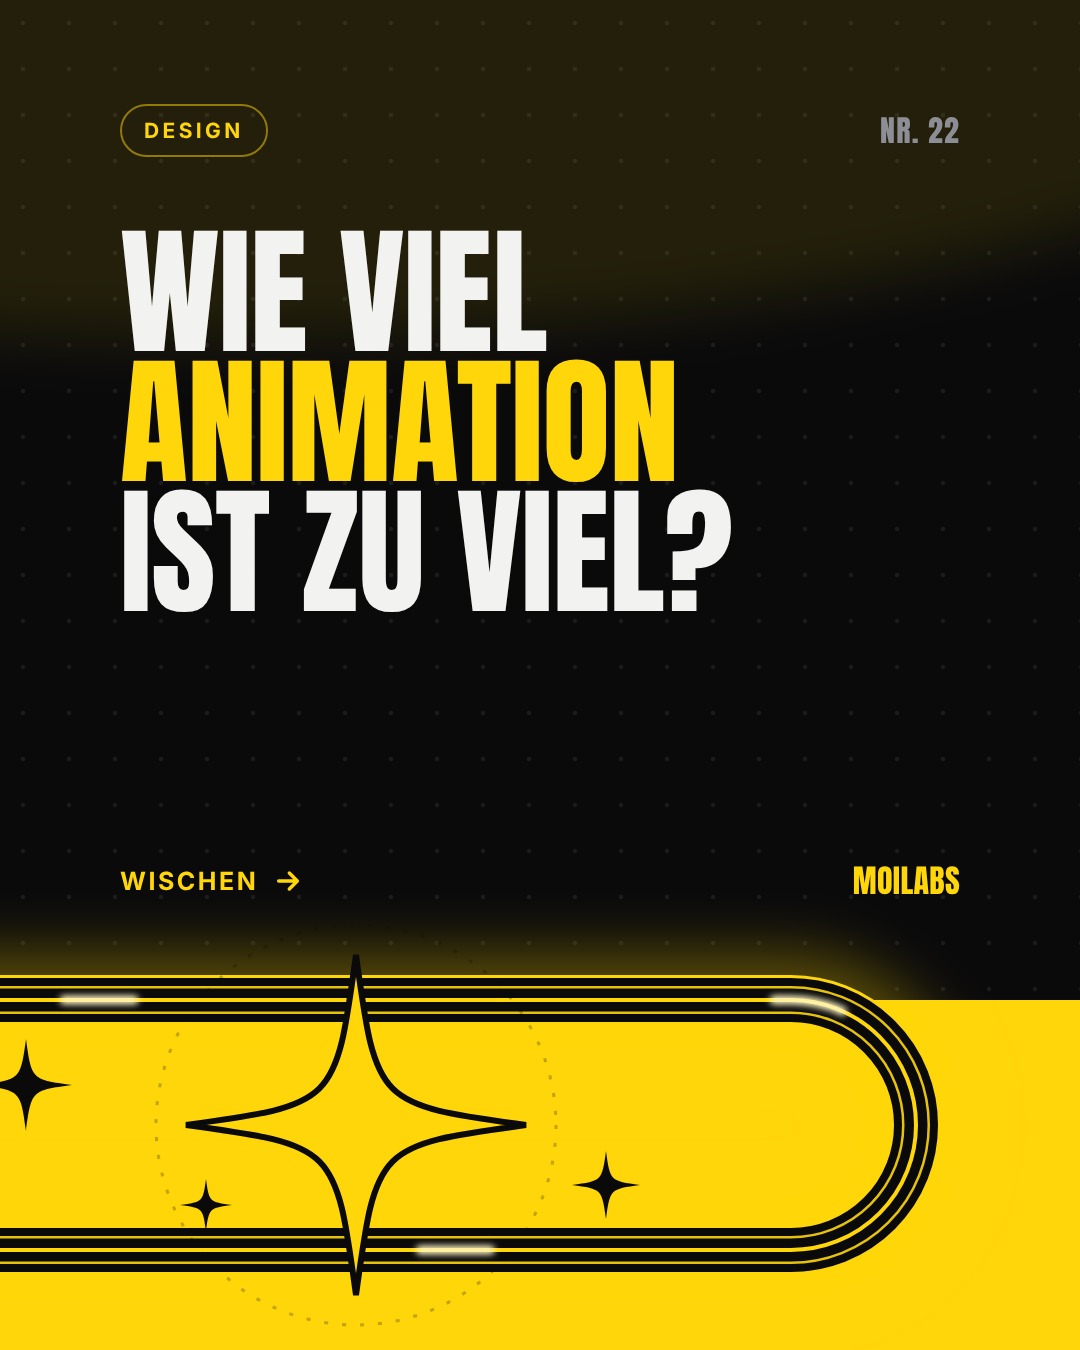 DESIGN
NR. 22
WIE VIEL
ANIMATION
IST ZU VIEL?
WISCHEN →
MOILABS